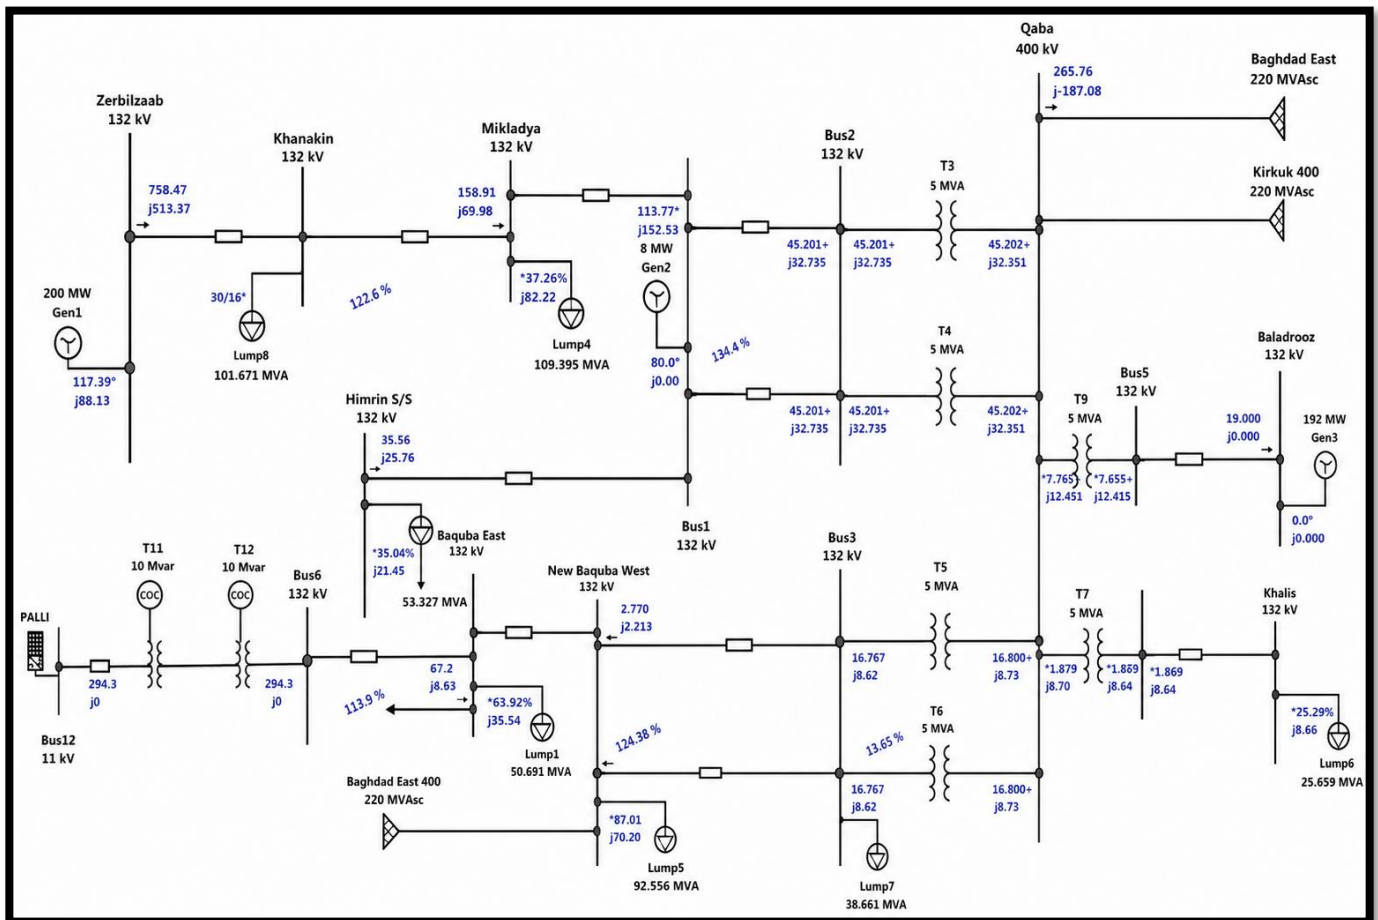 Qaba
400 kV
265.76
j-187.08
Baghdad East
220 MVAsc
Zerbilzaab
132 kV
Khanakin
132 kV
Mikladya
132 kV
Bus2
132 kV
T3
5 MVA
Kirkuk 400
220 MVAsc
758.47
j513.37
158.91
j69.98
113.77*
j152.53
8 MW
Gen2
45.201+
j32.735
45.201+
j32.735
45.202+
j32.351
200 MW
Gen1
30/16*
122.6 %
*37.26%
j82.22
Lump8
101.671 MVA
Lump4
109.395 MVA
80.0°
j0.00
134.4 %
T4
5 MVA
Baladrooz
132 kV
117.39°
j88.13
Himrin S/S
132 kV
35.56
j25.76
45.201+
j32.735
45.201+
j32.735
45.202+
j32.351
T9
5 MVA
Bus5
132 kV
19.000
j0.000
192 MW
Gen3
*7.765+
j12.451
*7.655+
j12.415
0.0°
j0.000
Bus1
132 kV
*35.04%
j21.45
Baquba East
132 kV
53.327 MVA
T11
10 Mvar
T12
10 Mvar
COC
COC
Bus6
132 kV
New Baquba West
132 kV
Bus3
132 kV
T5
5 MVA
T7
5 MVA
Khalis
132 kV
PALLI
2.770
j2.213
294.3
j0
294.3
j0
67.2
j8.63
16.767
j8.62
16.800+
j8.73
*1.879
j8.70
*1.869
j8.64
*1.869
j8.64
113.9 %
*63.92%
j35.54
124.38 %
13.65 %
T6
5 MVA
*25.29%
j8.66
Bus12
11 kV
Lump1
50.691 MVA
Lump6
25.659 MVA
Baghdad East 400
220 MVAsc
16.767
j8.62
16.800+
j8.73
*87.01
j70.20
Lump5
92.556 MVA
Lump7
38.661 MVA